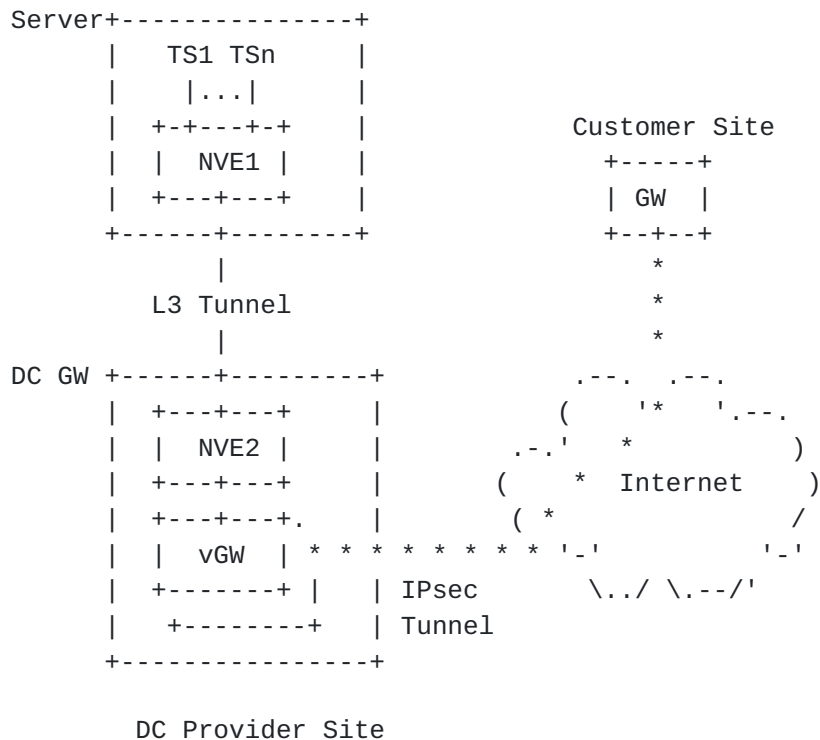 Server+---------------+
      |   TS1 TSn     |
      |    |...|      |
      |  +-+---+-+    |             Customer Site
      |  |  NVE1 |    |               +-----+
      |  +---+---+    |               | GW  |
      +------+--------+               +--+--+
             |                           *
         L3 Tunnel                       *
             |                           *
DC GW +------+---------+            .--.  .--.
      |  +---+---+     |           (    '*   '.--.
      |  |  NVE2 |     |        .-.'   *          )
      |  +---+---+     |       (    *  Internet    )
      |  +---+---+.    |        ( *               /
      |  |  vGW  | * * * * * * * * '-'          '-'
      |  +-------+ |   | IPsec       \../ \.--/'
      |   +--------+   | Tunnel
      +----------------+

        DC Provider Site